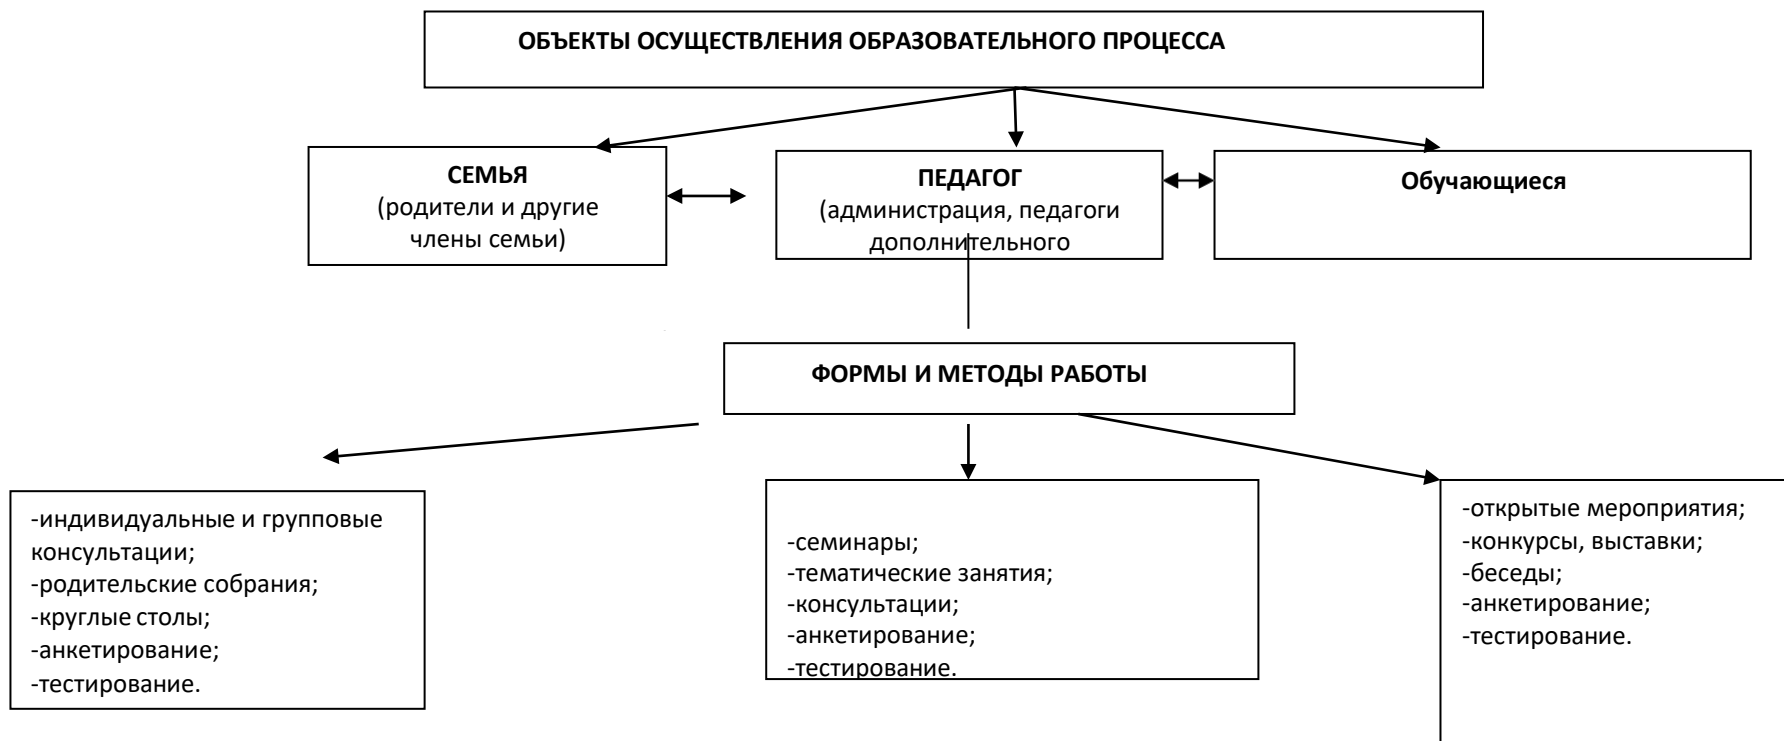 ОБЪЕКТЫ ОСУЩЕСТВЛЕНИЯ ОБРАЗОВАТЕЛЬНОГО ПРОЦЕССА
СЕМЬЯ
(родители и другие
члены семьи)
ПЕДАГОГ
(администрация, педагоги
дополнительного
Обучающиеся
ФОРМЫ И МЕТОДЫ РАБОТЫ
-индивидуальные и групповые
консультации;
-родительские собрания;
-круглые столы;
-анкетирование;
-тестирование.
-семинары;
-тематические занятия;
-консультации;
-анкетирование;
-тестирование.
-открытые мероприятия;
-конкурсы, выставки;
-беседы;
-анкетирование;
-тестирование.